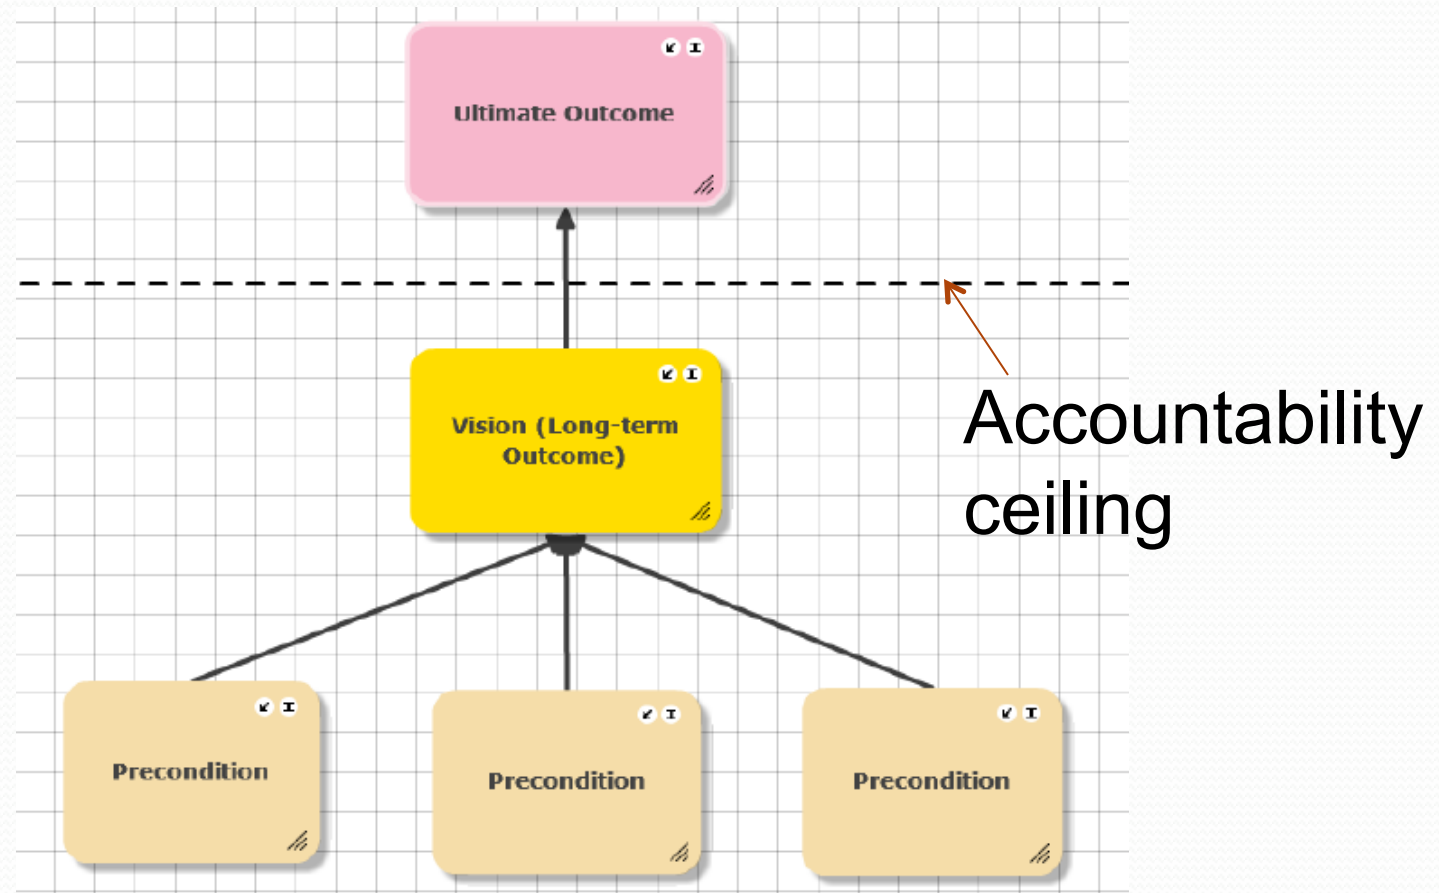 Ultimate Outcome
Vision (Long-term
Outcome)
Accountability
ceiling
Precondition
Precondition
Precondition